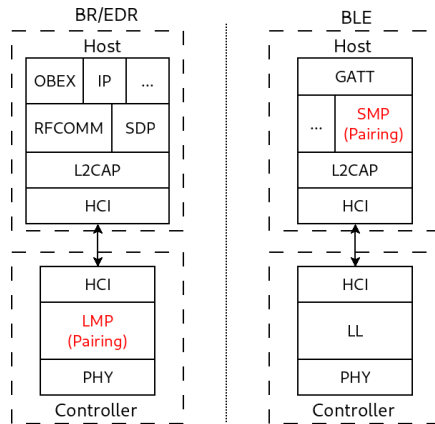 BR/EDR
Host
OBEX IP ...
RFCOMM SDP
L2CAP
HCI
HCI
LMP
(Pairing)
PHY
Controller
BLE
Host
GATT
... SMP
(Pairing)
L2CAP
HCI
HCI
LL
PHY
Controller